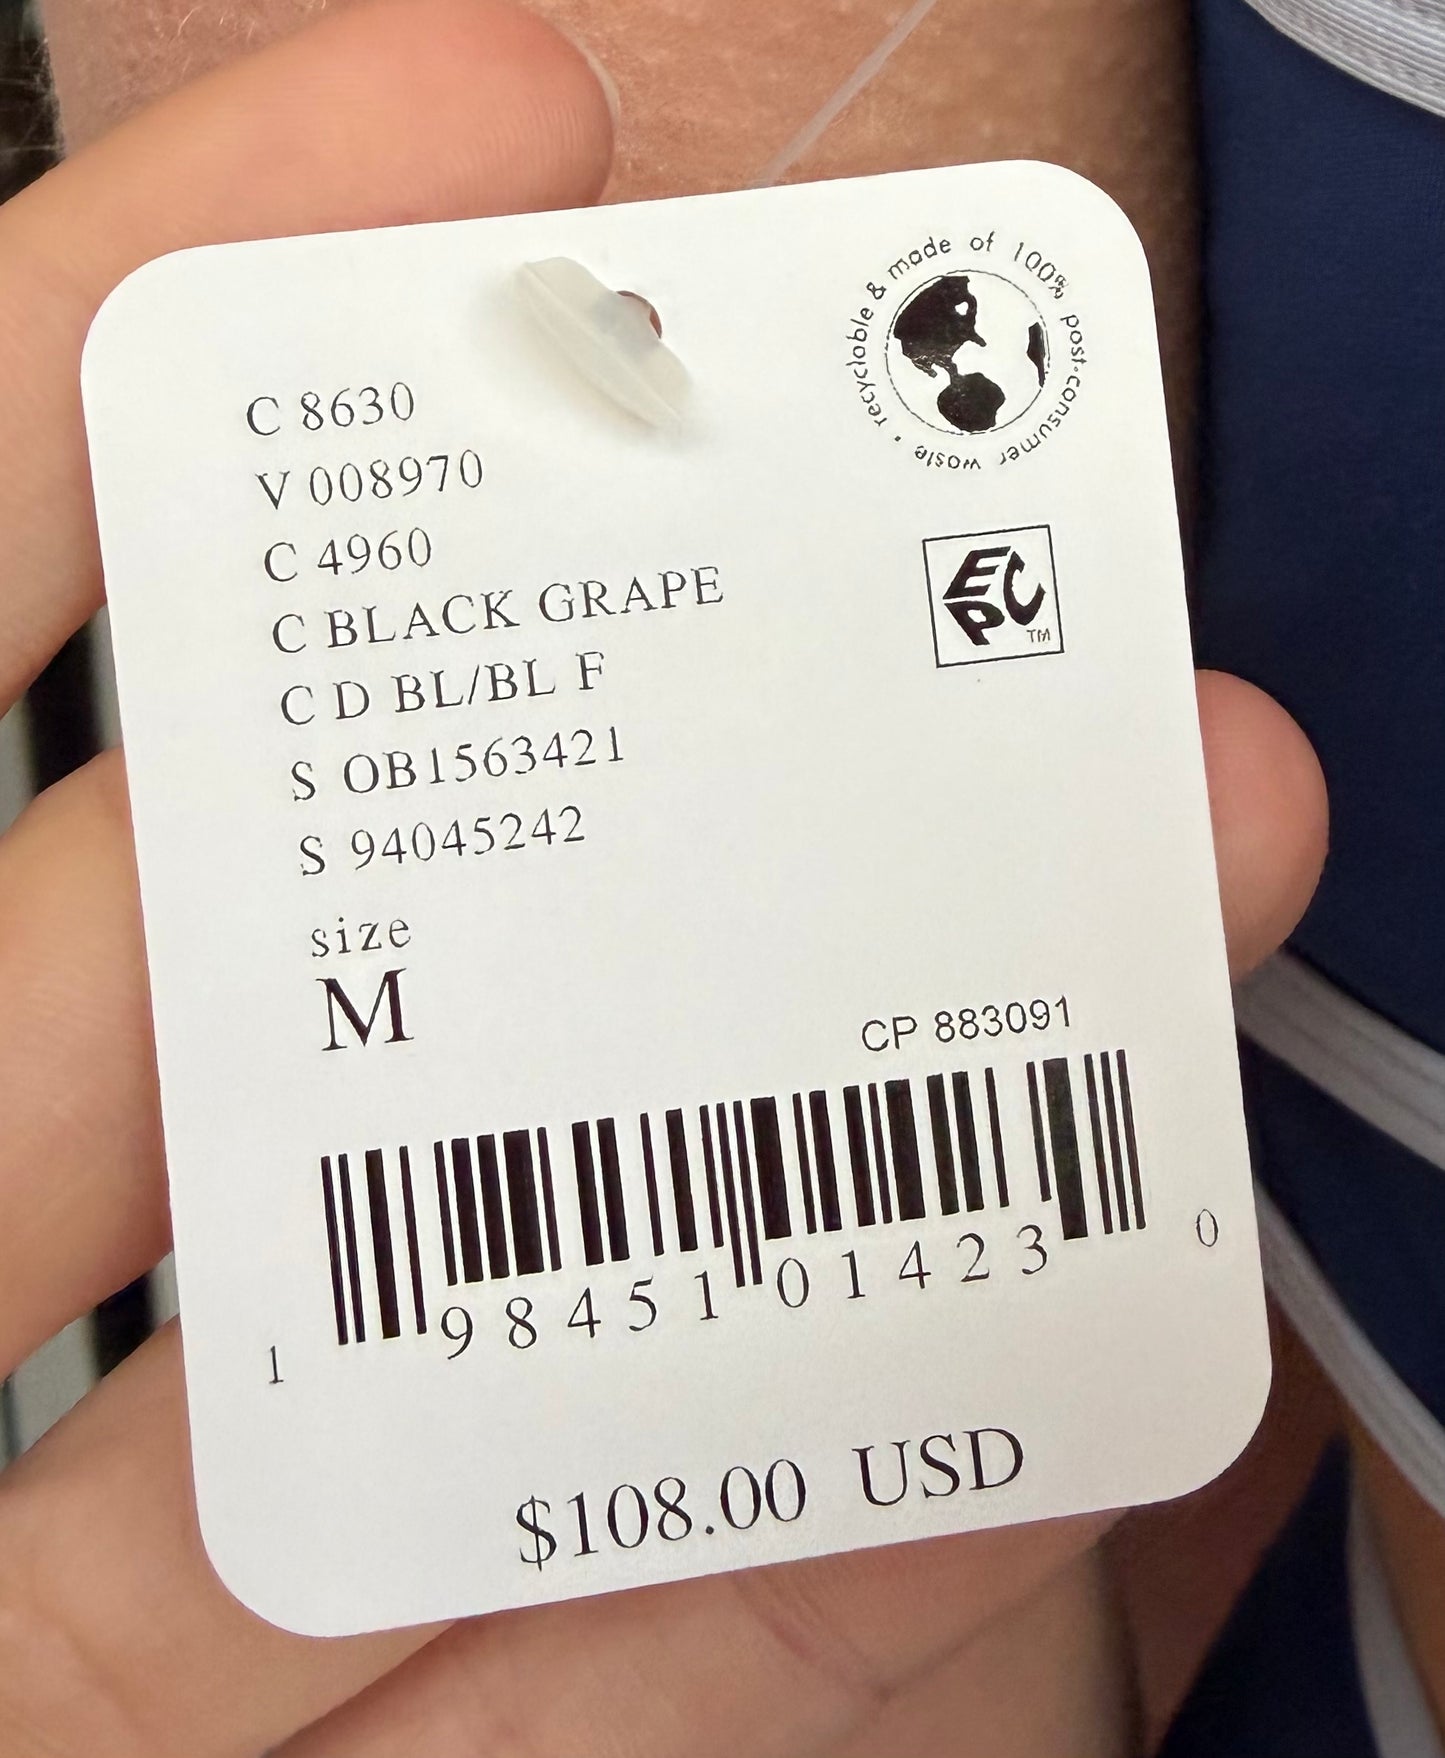 recyclable & made of 100% post-consumer waste •
C 8630
V 008970
C 4960
C BLACK GRAPE
C D BL/BL F
S OB1563421
S 94045242
EPC
TM
size
M
CP 883091
1 98451 01423 0
$108.00 USD